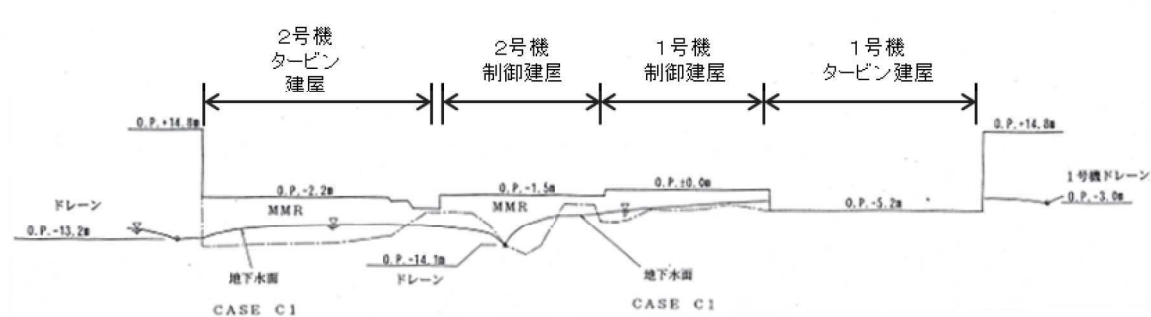 2号機
タービン
建屋
2号機
制御建屋
1号機
制御建屋
1号機
タービン建屋
O.P.+14.8m
O.P.+14.8m
O.P.-2.2m
O.P.-1.5m
O.P.±0.0m
1号機ドレーン
O.P.-3.0m
ドレーン
MMR
MMR
O.P.-5.2m
O.P.-13.2m
O.P.-14.1m
ドレーン
地下水面
地下水面
CASE C1
CASE C1